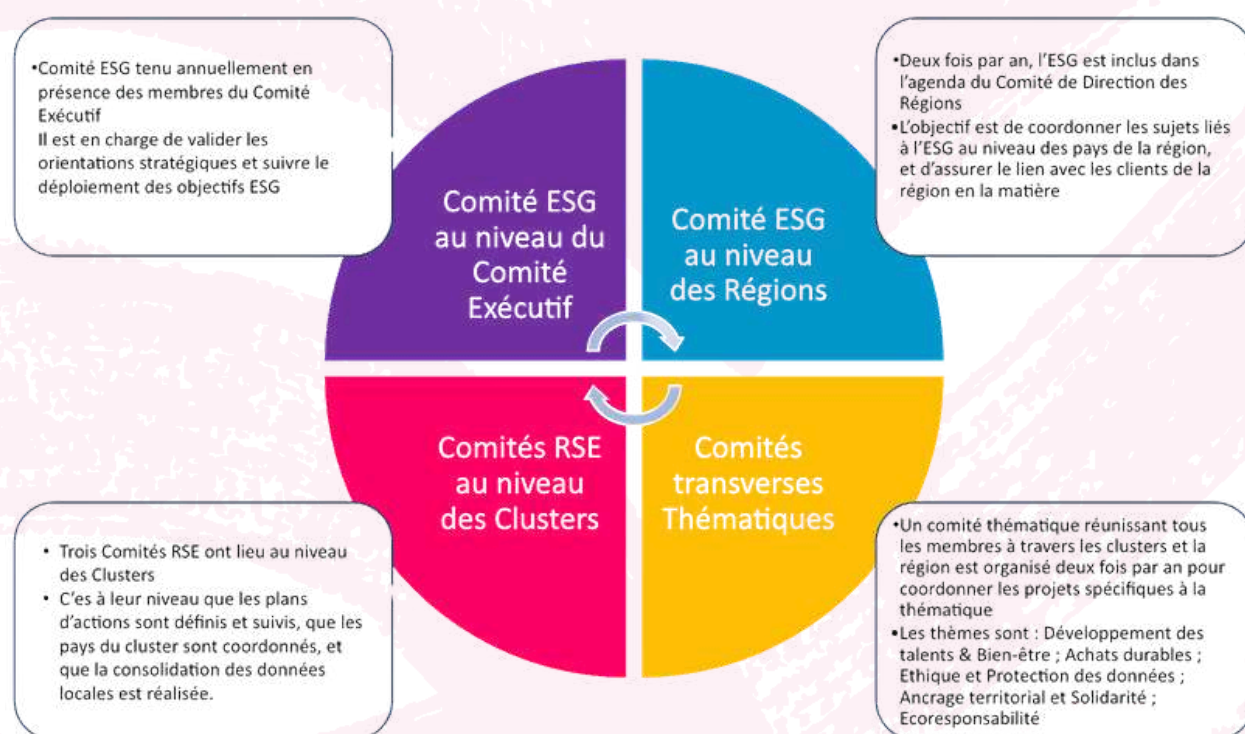 •Comité ESG tenu annuellement en
présence des membres du Comité
Exécutif
Il est en charge de valider les
orientations stratégiques et suivre le
déploiement des objectifs ESG
•Deux fois par an, l'ESG est inclus dans
l'agenda du Comité de Direction des
Régions
•L'objectif est de coordonner les sujets liés
à l'ESG au niveau des pays de la région,
et d'assurer le lien avec les clients de la
région en la matière
Comité ESG
au niveau du
Comité
Exécutif
Comité ESG
au niveau
des Régions
Comités RSE
au niveau
des Clusters
Comités
transverses
Thématiques
• Trois Comités RSE ont lieu au niveau
des Clusters
• C'es à leur niveau que les plans
d'actions sont définis et suivis, que les
pays du cluster sont coordonnés, et
que la consolidation des données
locales est réalisée.
•Un comité thématique réunissant tous
les membres à travers les clusters et la
région est organisé deux fois par an pour
coordonner les projets spécifiques à la
thématique
•Les thèmes sont : Développement des
talents & Bien-être ; Achats durables ;
Ethique et Protection des données ;
Ancrage territorial et Solidarité ;
Ecoresponsabilité